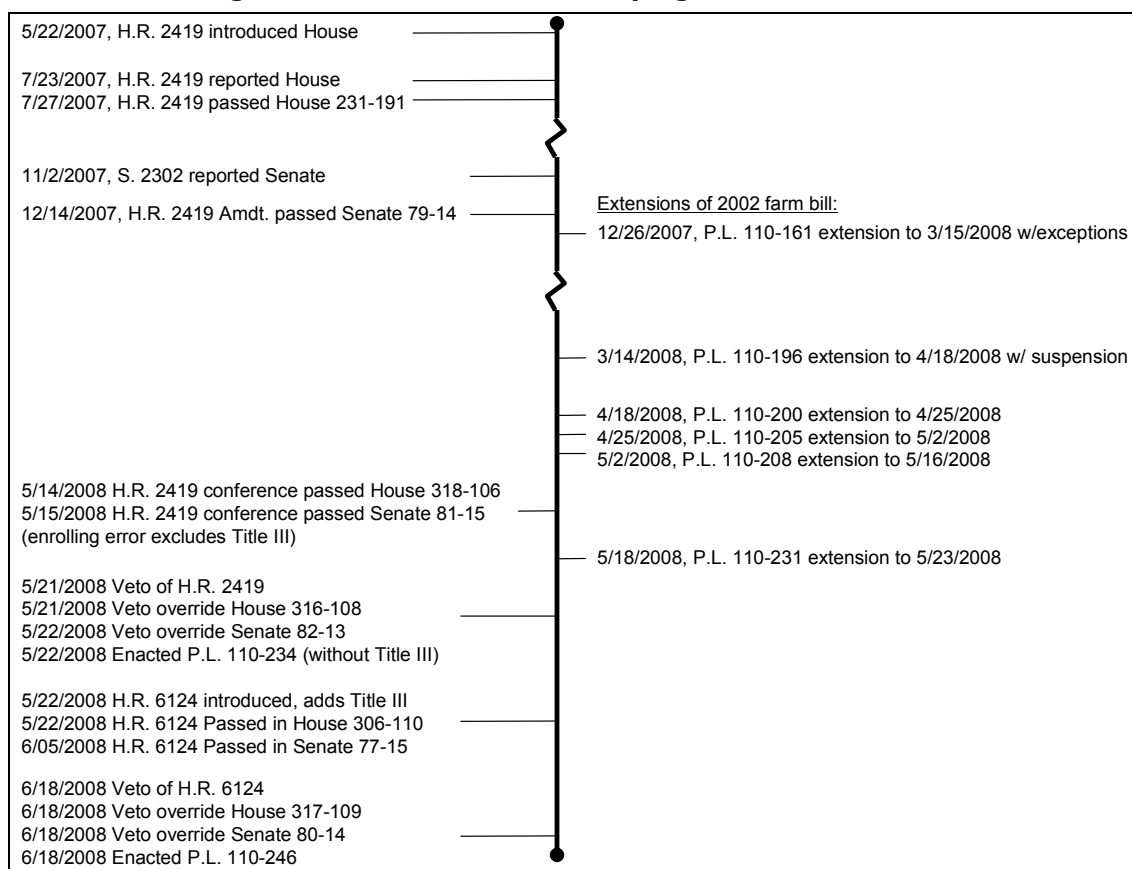 5/22/2007, H.R. 2419 introduced House
7/23/2007, H.R. 2419 reported House
7/27/2007, H.R. 2419 passed House 231-191
11/2/2007, S. 2302 reported Senate
12/14/2007, H.R. 2419 Amdt. passed Senate 79-14
Extensions of 2002 farm bill:
12/26/2007, P.L. 110-161 extension to 3/15/2008 w/exceptions
3/14/2008, P.L. 110-196 extension to 4/18/2008 w/ suspension
4/18/2008, P.L. 110-200 extension to 4/25/2008
4/25/2008, P.L. 110-205 extension to 5/2/2008
5/2/2008, P.L. 110-208 extension to 5/16/2008
5/14/2008 H.R. 2419 conference passed House 318-106
5/15/2008 H.R. 2419 conference passed Senate 81-15
(enrolling error excludes Title III)
5/18/2008, P.L. 110-231 extension to 5/23/2008
5/21/2008 Veto of H.R. 2419
5/21/2008 Veto override House 316-108
5/22/2008 Veto override Senate 82-13
5/22/2008 Enacted P.L. 110-234 (without Title III)
5/22/2008 H.R. 6124 introduced, adds Title III
5/22/2008 H.R. 6124 Passed in House 306-110
6/05/2008 H.R. 6124 Passed in Senate 77-15
6/18/2008 Veto of H.R. 6124
6/18/2008 Veto override House 317-109
6/18/2008 Veto override Senate 80-14
6/18/2008 Enacted P.L. 110-246